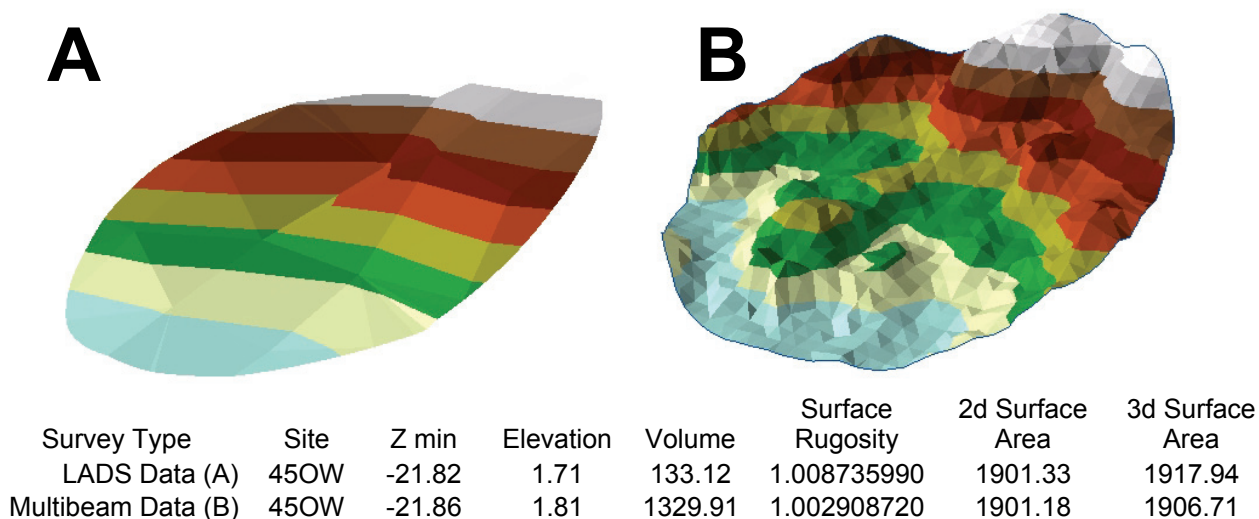 A B
Survey Type Site Z min Elevation Volume Surface Rugosity 2d Surface Area 3d Surface Area
LADS Data (A) 45OW -21.82 1.71 133.12 1.008735990 1901.33 1917.94
Multibeam Data (B) 45OW -21.86 1.81 1329.91 1.002908720 1901.18 1906.71